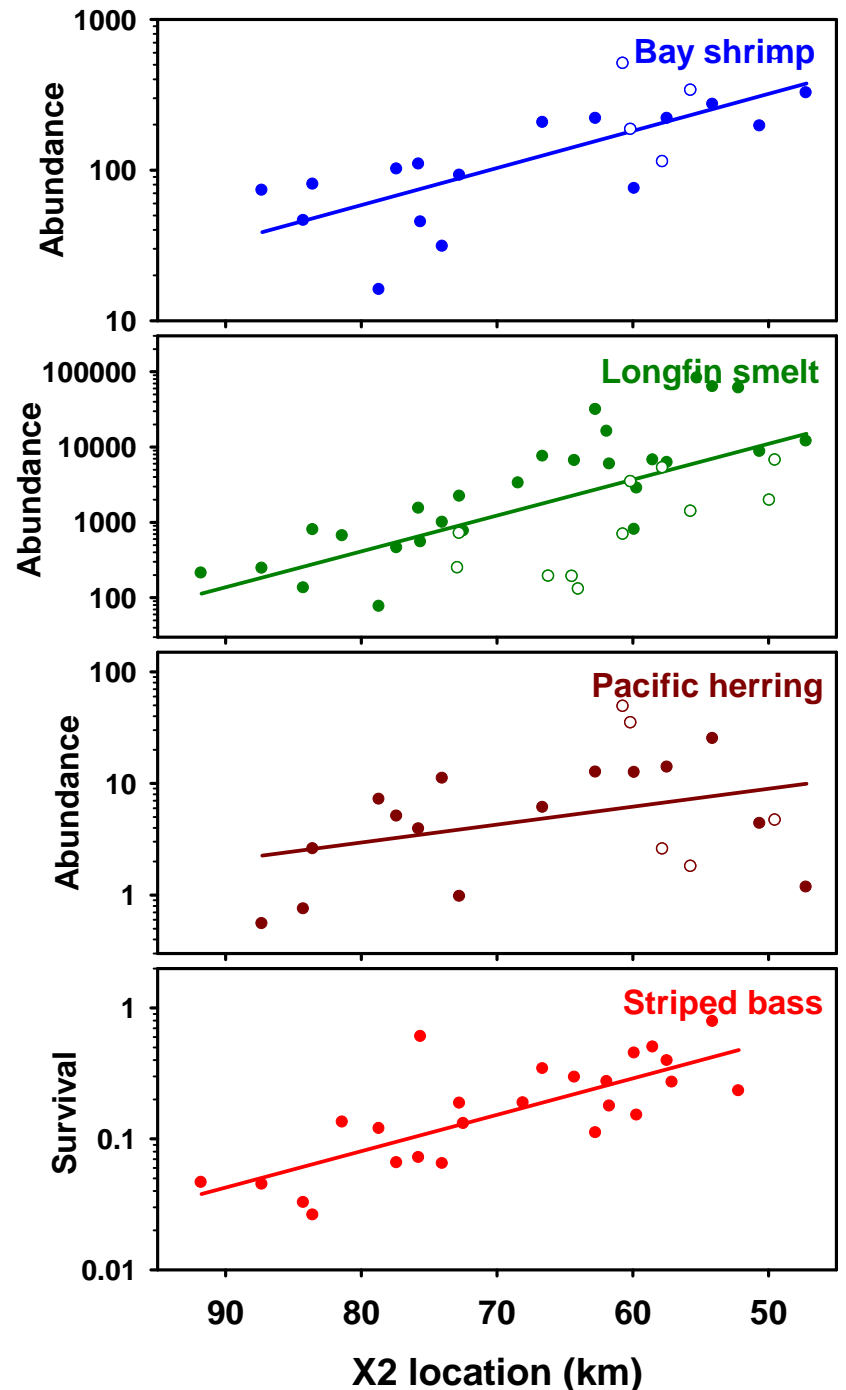 1000
Bay shrimp
Abundance
100
10
100000
Longfin smelt
Abundance
10000
1000
100
100
Pacific herring
Abundance
10
1
1
Striped bass
Survival
0.1
0.01
90 80 70 60 50
X2 location (km)